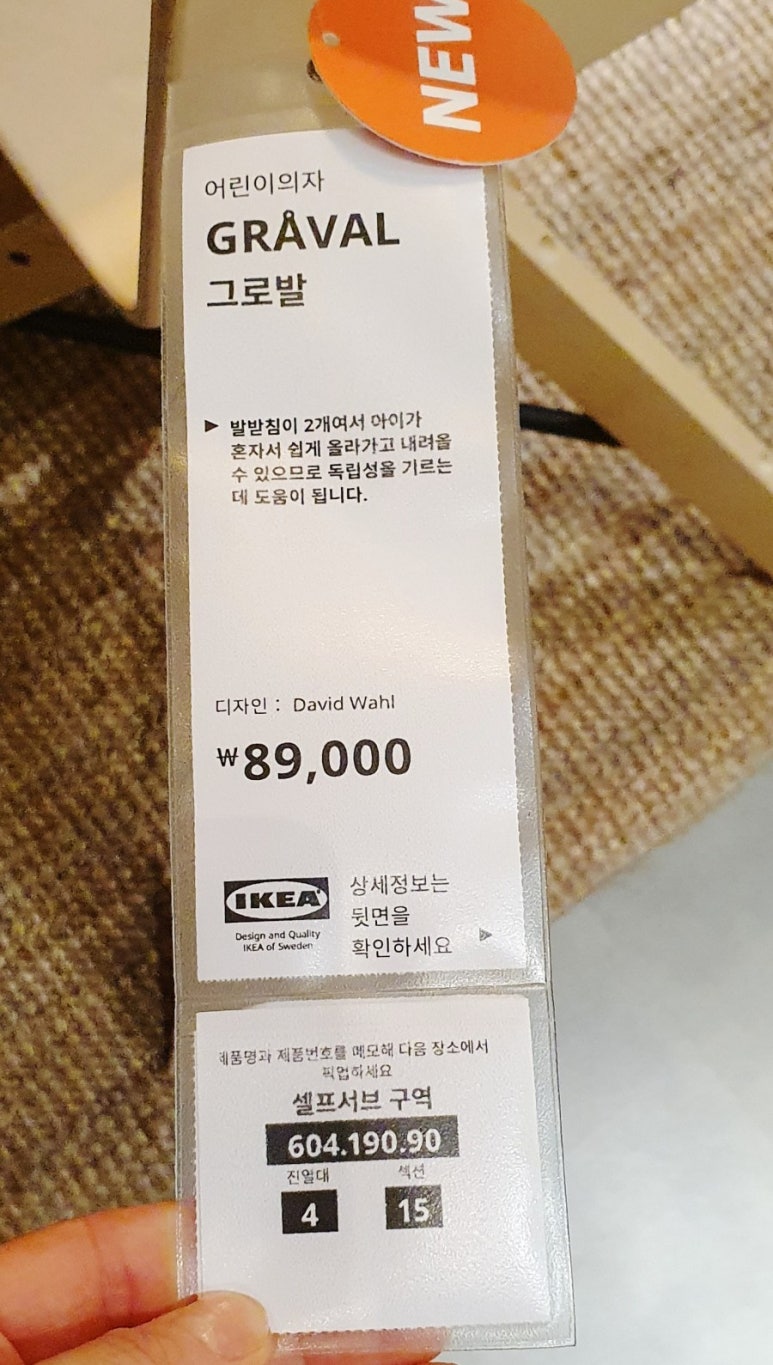 NEW
어린이의자
GRÅVAL
그로발
▶ 발받침이 2개여서 아이가
혼자서 쉽게 올라가고 내려올
수 있으므로 독립성을 기르는
데 도움이 됩니다.
디자인 : David Wahl
₩89,000
IKEA
Design and Quality
IKEA of Sweden
상세정보는
뒷면을
확인하세요 ▶
제품명과 제품번호를 메모해 다음 장소에서
픽업하세요
셀프서브 구역
604.190.90
진열대 섹션
4 15